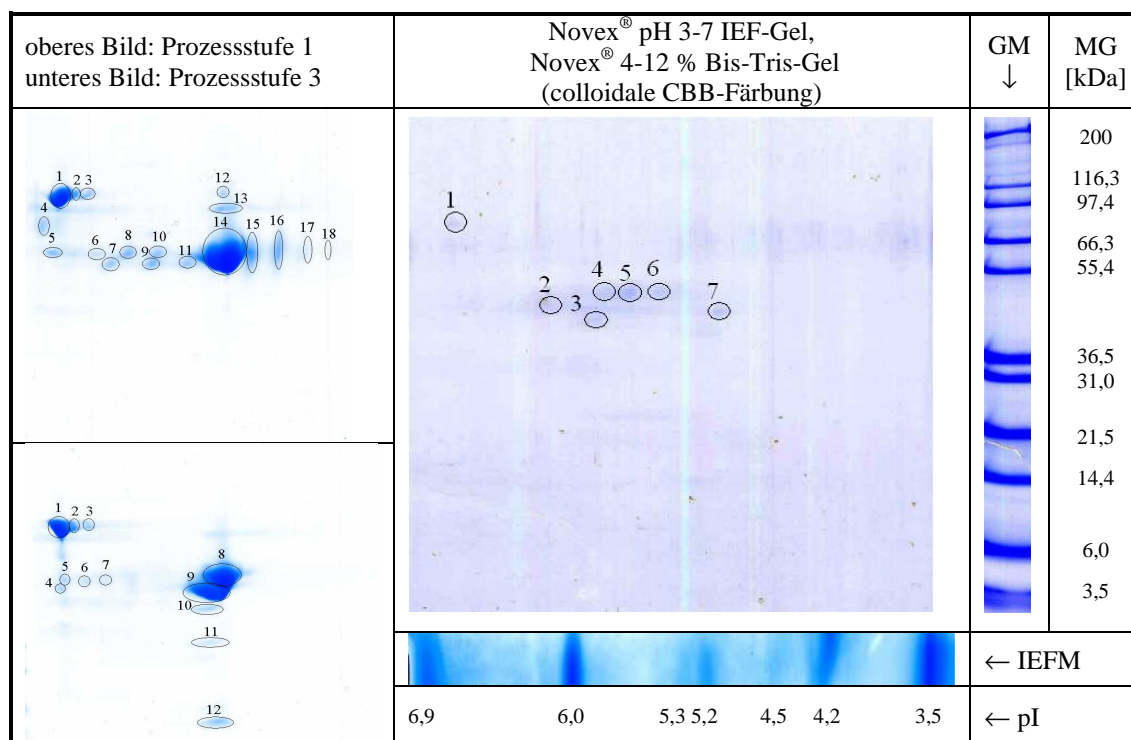 oberes Bild: Prozessstufe 1
unteres Bild: Prozessstufe 3
Novex® pH 3-7 IEF-Gel,
Novex® 4-12 % Bis-Tris-Gel
(colloidale CBB-Färbung)
GM
↓
MG
[kDa]
1 2 3
12
13
4
14 15 16 17 18
5 6 7 8 9 10 11
1 2 3
8
5 6 7
4 9
10
11
12
1
2 3 4 5 6 7
200
116,3
97,4
66,3
55,4
36,5
31,0
21,5
14,4
6,0
3,5
← IEFM
6,9 6,0 5,3 5,2 4,5 4,2 3,5 ← pI